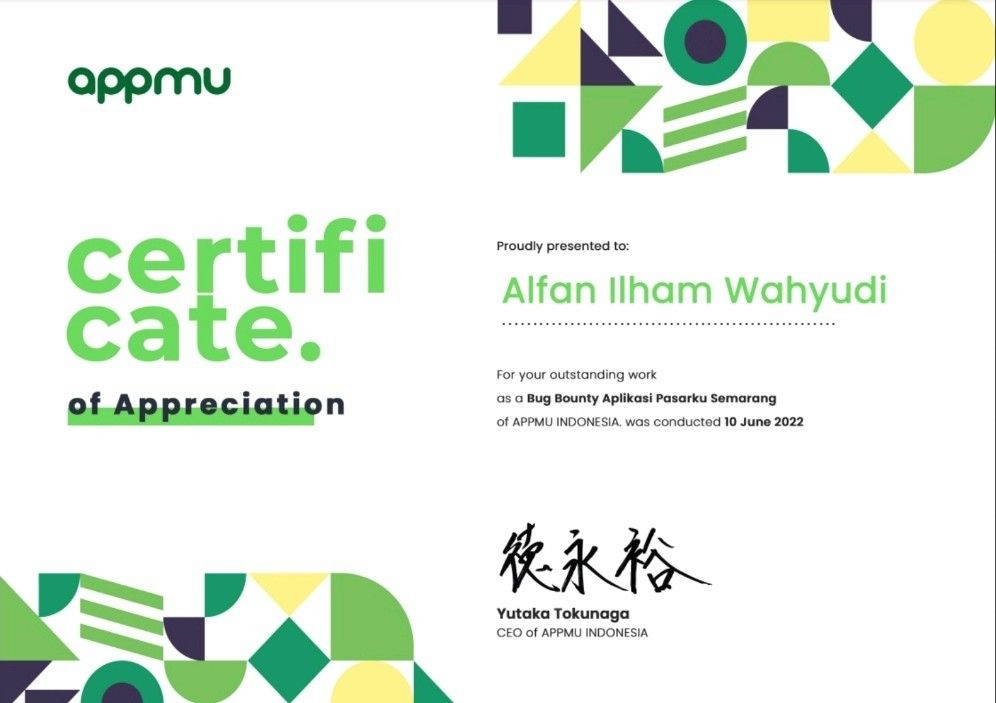 appmu
certifi
cate.
of Appreciation
Proudly presented to:
Alfan Ilham Wahyudi
For your outstanding work
as a Bug Bounty Aplikasi Pasarku Semarang
of APPMU INDONESIA. was conducted 10 June 2022
徳永裕
Yutaka Tokunaga
CEO of APPMU INDONESIA